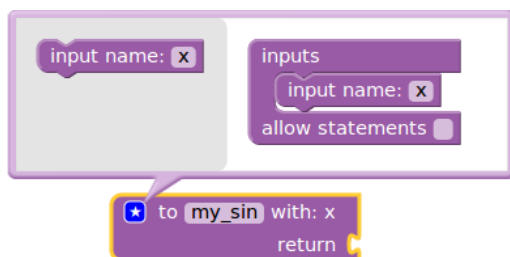 input name: x
inputs
input name: x
allow statements
to my_sin with: x
return